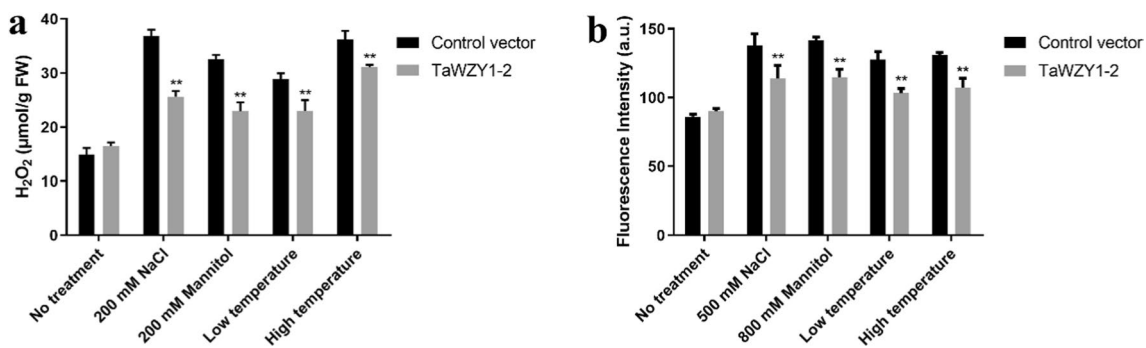 a
H₂O₂ (μmol/g FW)
40
30
20
10
0
**
**
**
**
No treatment
200 mM NaCl
200 mM Mannitol
Low temperature
High temperature
Control vector
TaWZY1-2
b
Fluorescence Intensity (a.u.)
150
100
50
0
**
**
**
**
No treatment
500 mM NaCl
800 mM Mannitol
Low temperature
High temperature
Control vector
TaWZY1-2